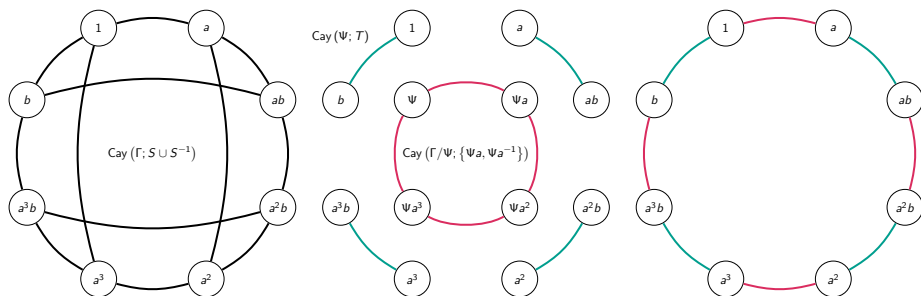 1
a
b
ab
Cay (Γ; S ∪ S⁻¹)
a³b
a²b
a³
a²
Cay (Ψ; T)
1
a
b
Ψ
Ψa
ab
Cay (Γ/Ψ; {Ψa, Ψa⁻¹})
a³b
Ψa³
Ψa²
a²b
a³
a²
1
a
b
ab
a³b
a²b
a³
a²